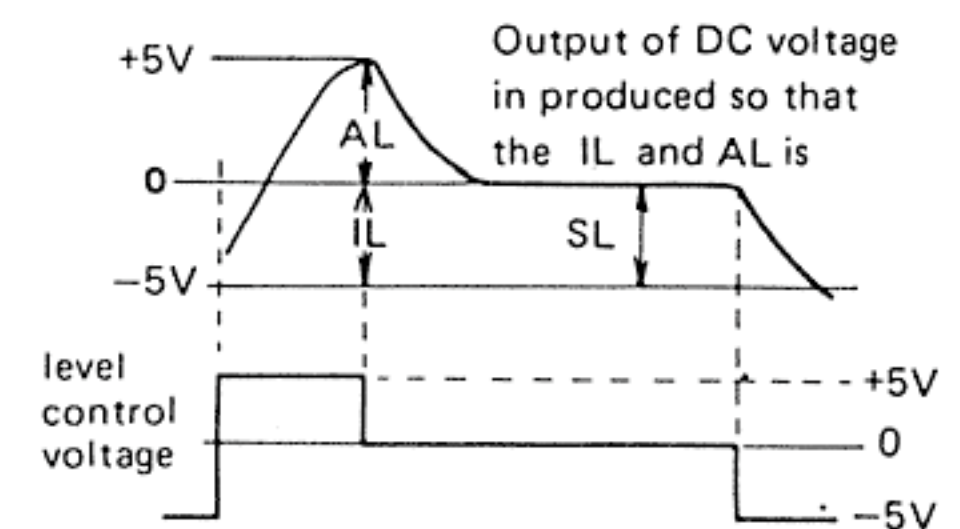 +5V
Output of DC voltage
in produced so that
the IL and AL is
AL
0
IL
SL
−5V
level
control
voltage
+5V
0
−5V